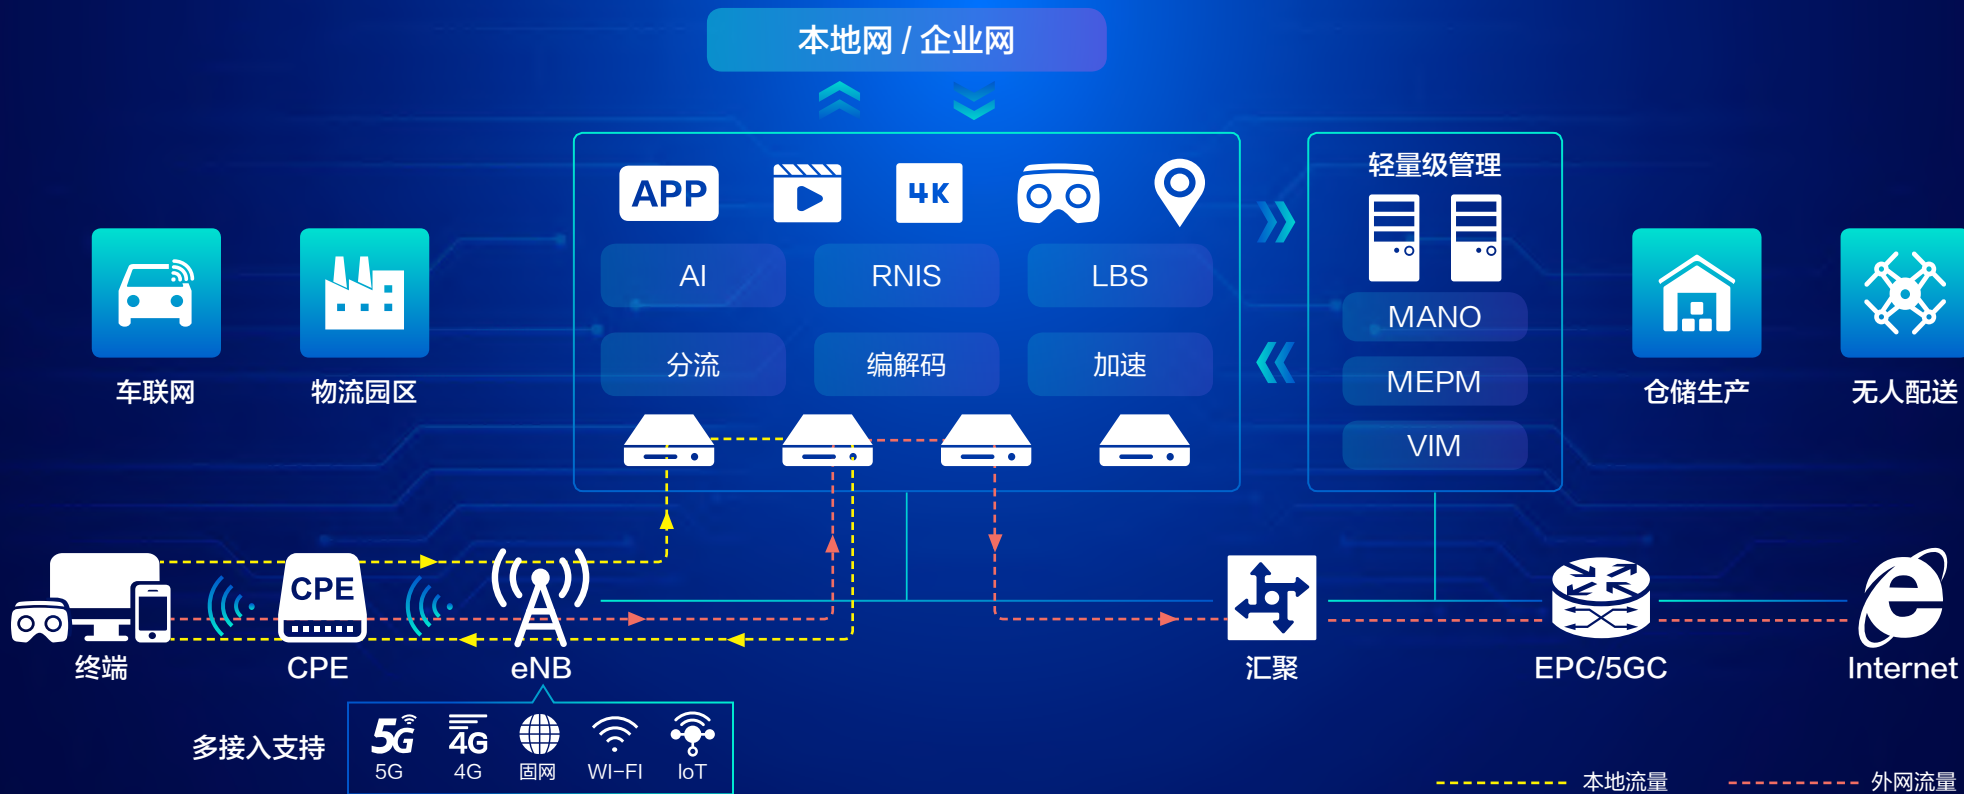 本地网 / 企业网
APP
4K
AI
RNIS
LBS
分流
编解码
加速
轻量级管理
MANO
MEPM
VIM
车联网
物流园区
仓储生产
无人配送
CPE
终端
CPE
eNB
汇聚
EPC/5GC
Internet
多接入支持
5G
4G
5G
4G
固网
WI-FI
IoT
本地流量
外网流量